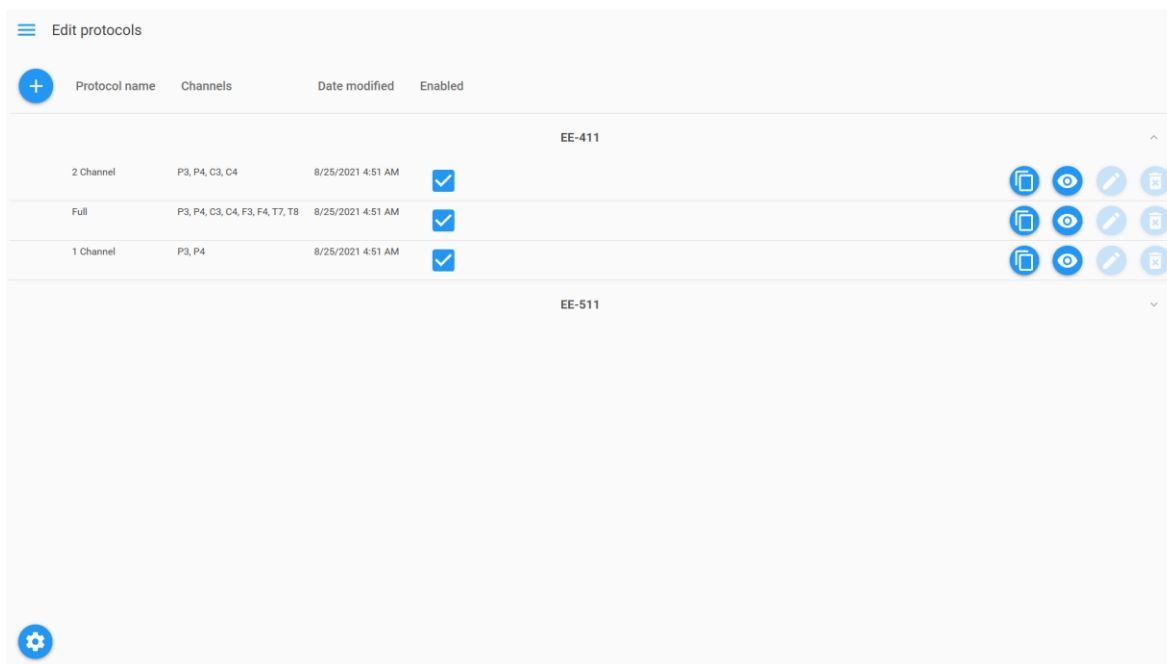 Edit protocols
Protocol name Channels Date modified Enabled
EE-411
2 Channel P3, P4, C3, C4 8/25/2021 4:51 AM
Full P3, P4, C3, C4, F3, F4, T7, T8 8/25/2021 4:51 AM
1 Channel P3, P4 8/25/2021 4:51 AM
EE-511